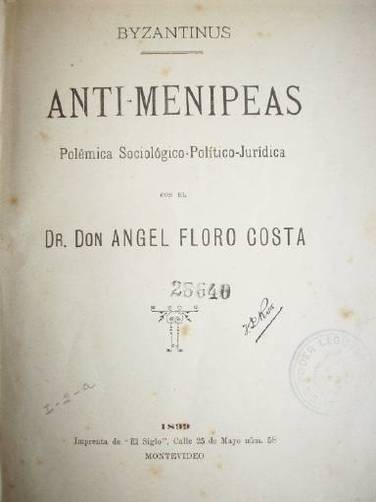 BYZANTINUS
ANTI-MENIPEAS
Polémica Sociológico-Político-Jurídica
CON EL
DR. DON ANGEL FLORO COSTA
25640
I-2-a
1899
Imprenta de "El Siglo", Calle 25 de Mayo núm. 58
MONTEVIDEO